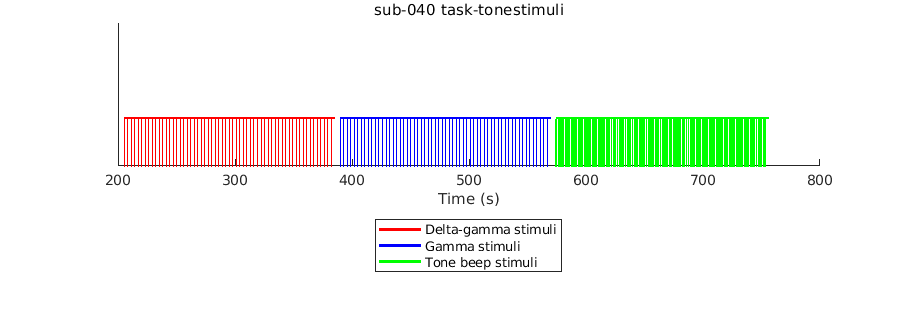 sub-040 task-tonestimuli
200 300 400 500 600 700 800
Time (s)
Delta-gamma stimuli
Gamma stimuli
Tone beep stimuli